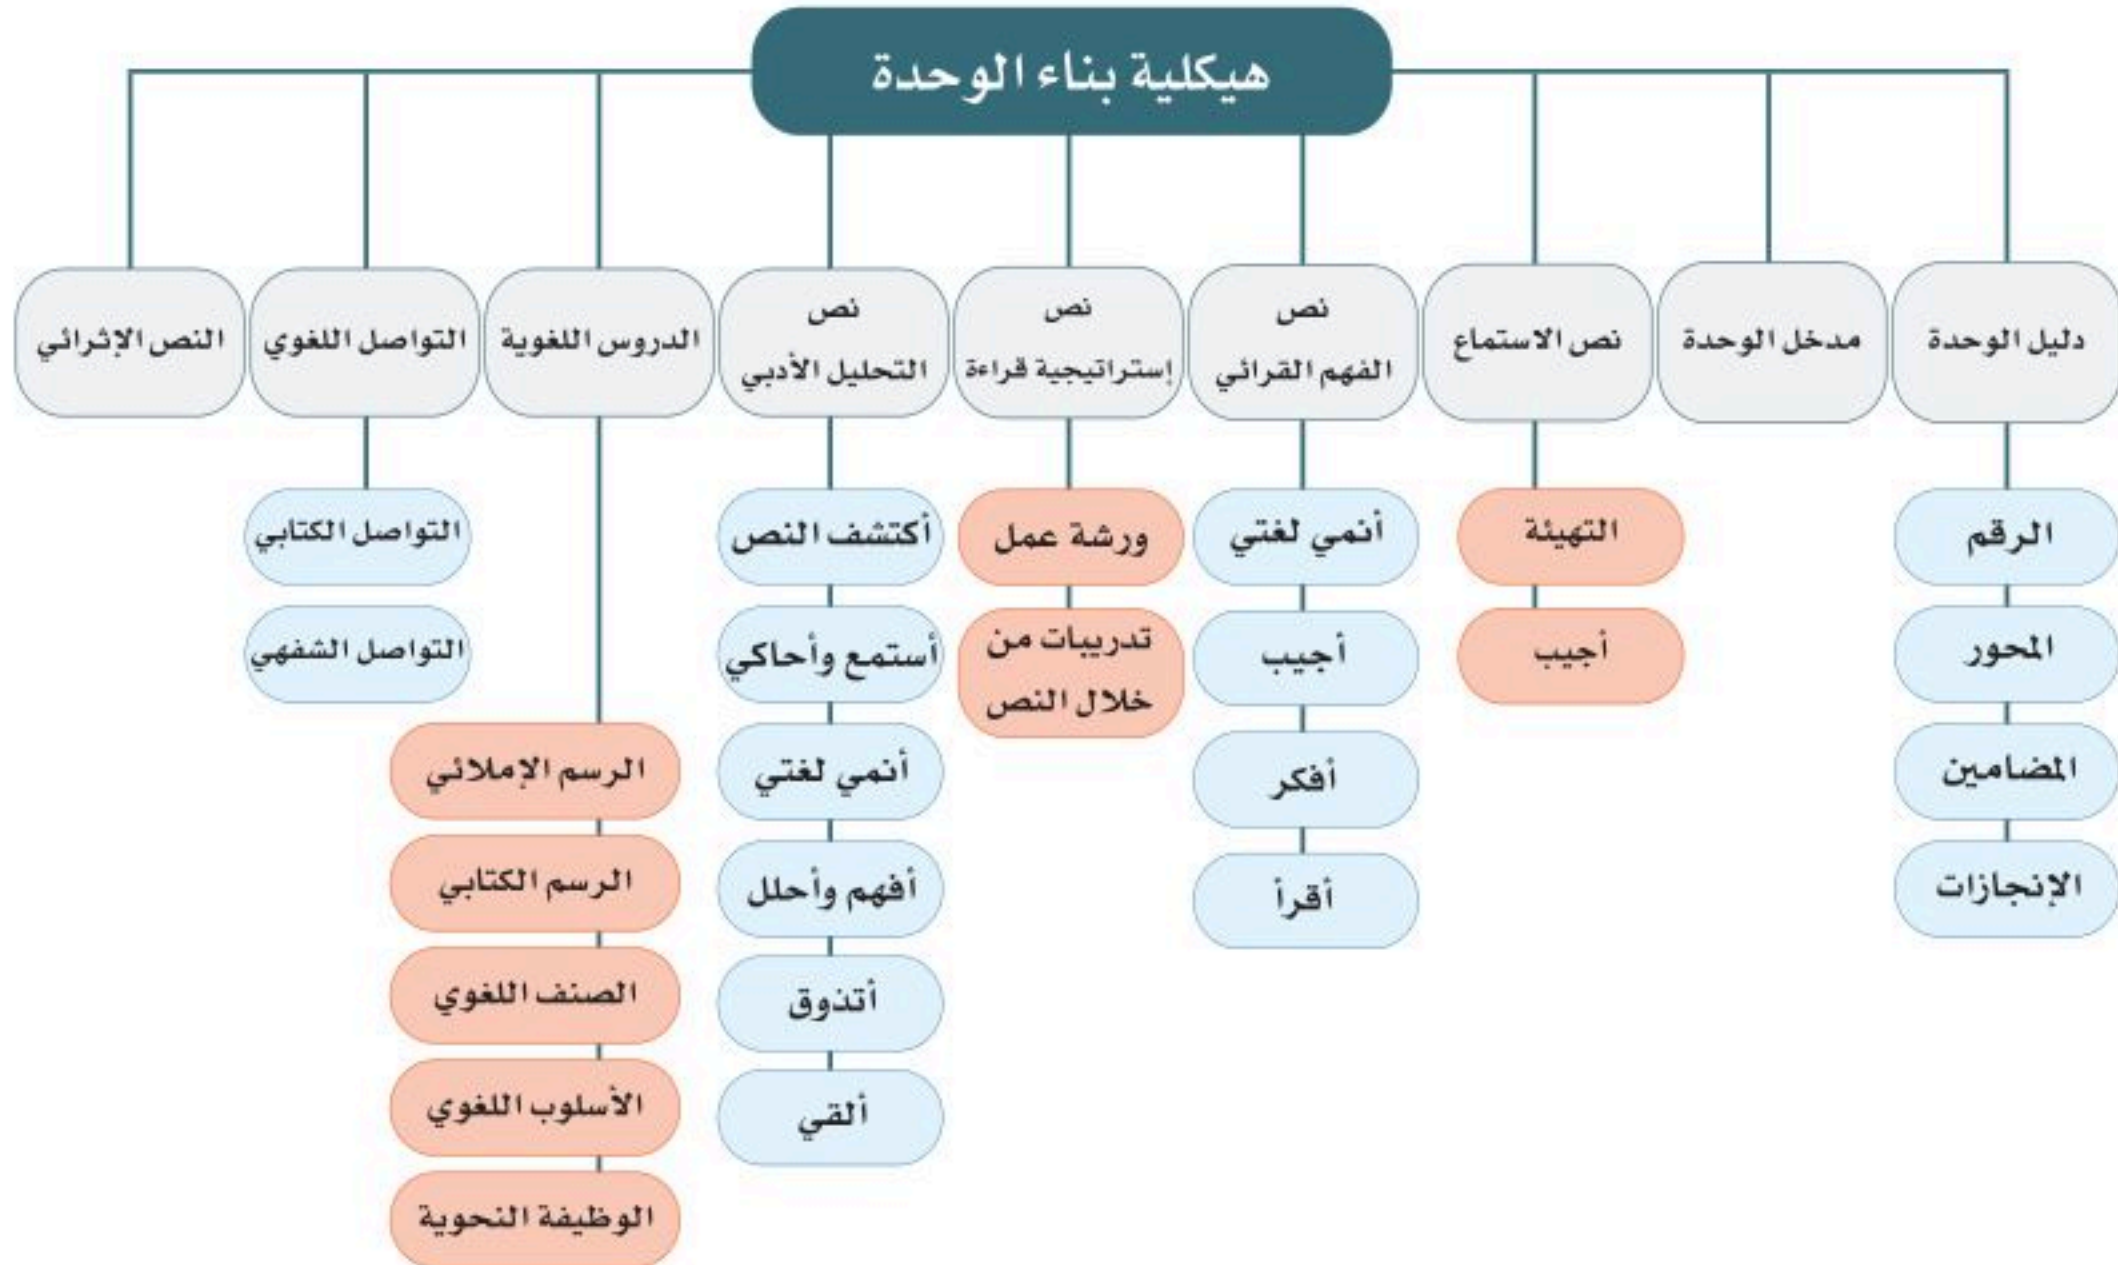 هيكلية بناء الوحدة
دليل الوحدة
الرقم
المحور
المضامين
الإنجازات
مدخل الوحدة
نص الاستماع
التهيئة
أجيب
نص
الفهم القرائي
أنمي لغتي
أجيب
أفكر
أقرأ
نص
إستراتيجية قراءة
ورشة عمل
تدريبات من
خلال النص
نص
التحليل الأدبي
أكتشف النص
أستمع وأحاكي
أنمي لغتي
أفهم وأحلل
أتذوق
ألقي
الدروس اللغوية
الرسم الإملائي
الرسم الكتابي
الصنف اللغوي
الأسلوب اللغوي
الوظيفة النحوية
التواصل اللغوي
التواصل الكتابي
التواصل الشفهي
النص الإثرائي